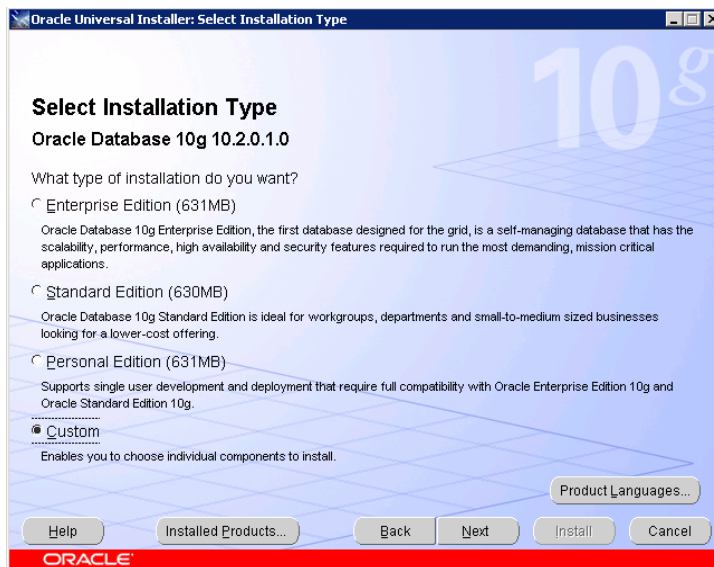 Oracle Universal Installer: Select Installation Type
10g
Select Installation Type
Oracle Database 10g 10.2.0.1.0
What type of installation do you want?
Enterprise Edition (631MB)
Oracle Database 10g Enterprise Edition, the first database designed for the grid, is a self-managing database that has the
scalability, performance, high availability and security features required to run the most demanding, mission critical
applications.
Standard Edition (630MB)
Oracle Database 10g Standard Edition is ideal for workgroups, departments and small-to-medium sized businesses
looking for a lower-cost offering.
Personal Edition (631MB)
Supports single user development and deployment that require full compatibility with Oracle Enterprise Edition 10g and
Oracle Standard Edition 10g.
Custom
Enables you to choose individual components to install.
Product Languages...
Help Installed Products... Back Next Install Cancel
ORACLE